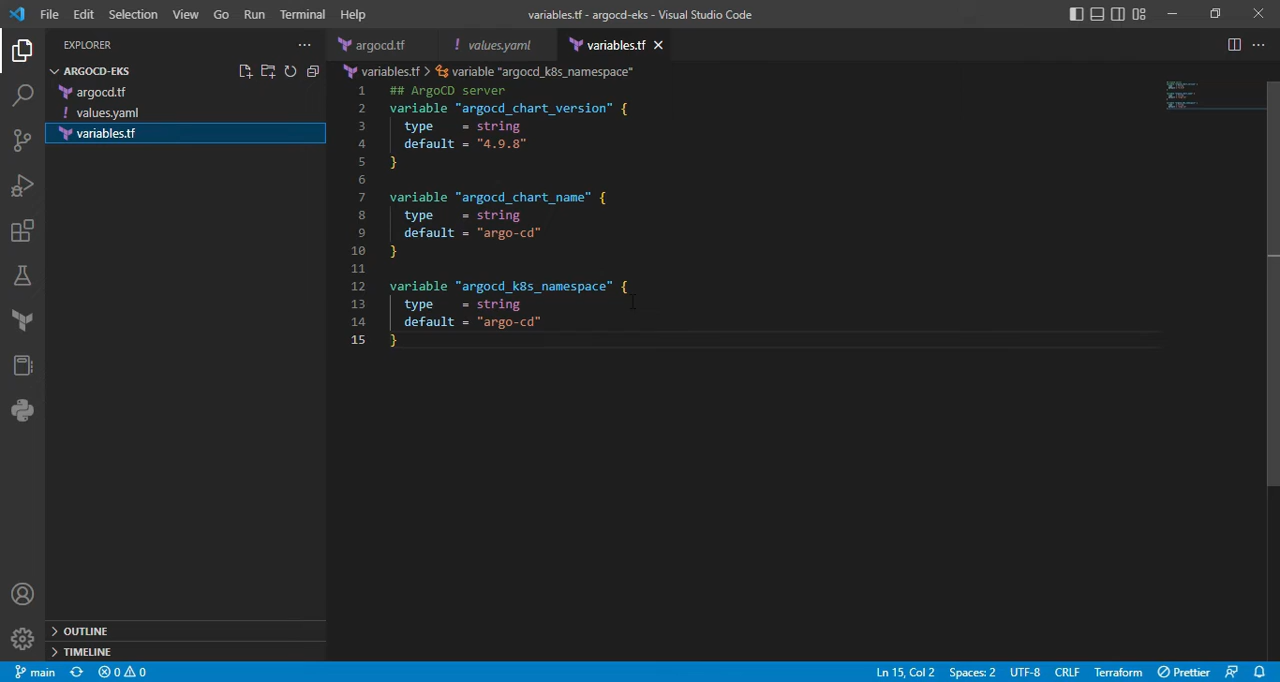 File Edit Selection View Go Run Terminal Help
variables.tf - argocd-eks - Visual Studio Code
EXPLORER
ARGOCD-EKS
argocd.tf
values.yaml
variables.tf
OUTLINE
TIMELINE
argocd.tf ! values.yaml variables.tf
variables.tf > variable "argocd_k8s_namespace"
1 ## ArgoCD server
2 variable "argocd_chart_version" {
3 type = string
4 default = "4.9.8"
5 }
6
7 variable "argocd_chart_name" {
8 type = string
9 default = "argo-cd"
10 }
11
12 variable "argocd_k8s_namespace" {
13 type = string
14 default = "argo-cd"
15 }
main 0 0 Ln 15, Col 2 Spaces: 2 UTF-8 CRLF Terraform Prettier